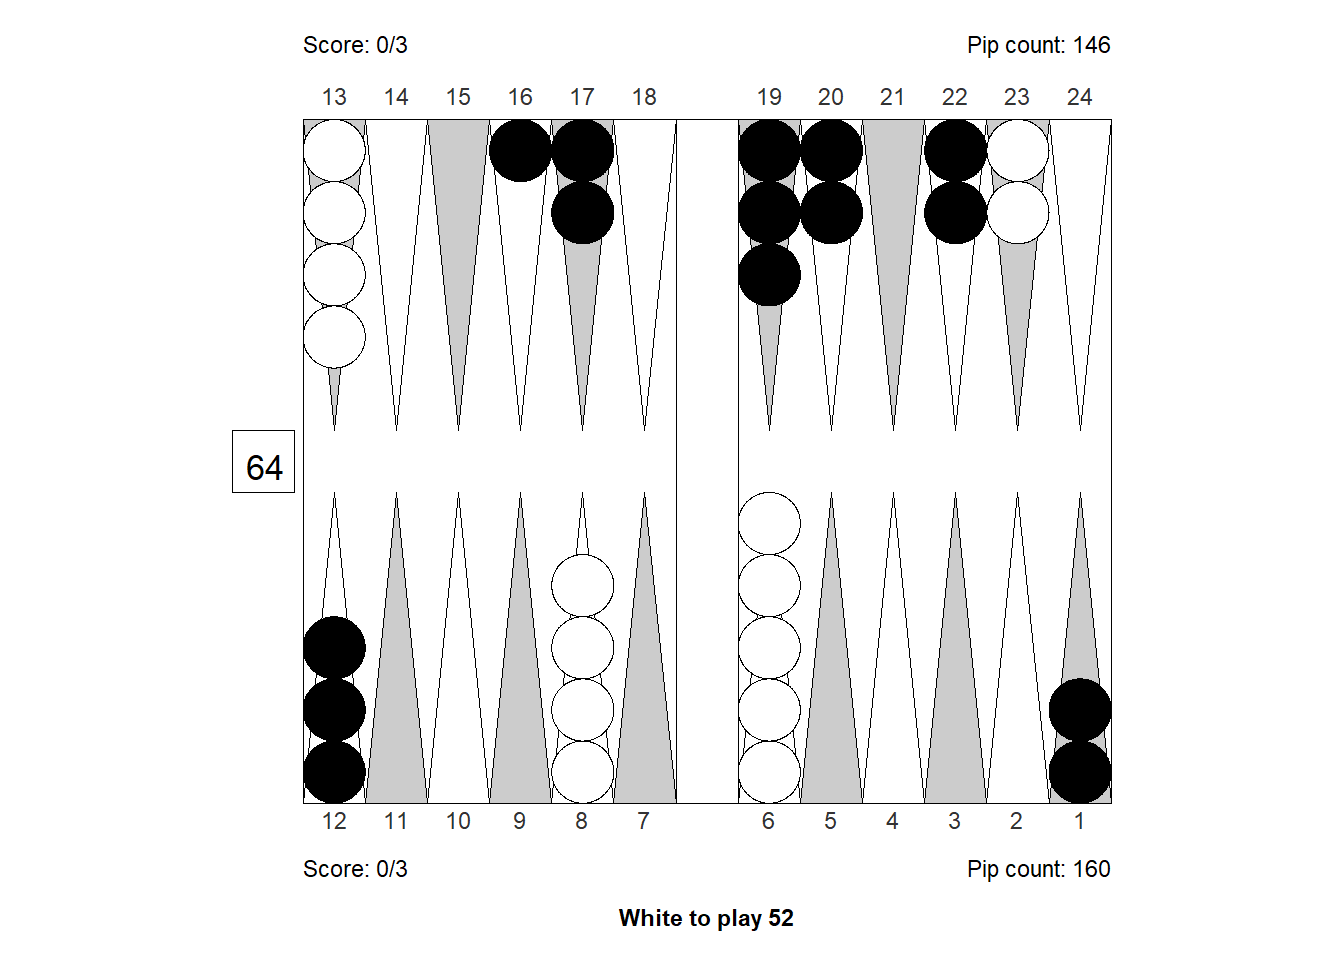 Score: 0/3 Pip count: 146
13 14 15 16 17 18 19 20 21 22 23 24
64
12 11 10 9 8 7 6 5 4 3 2 1
Score: 0/3 Pip count: 160
White to play 52